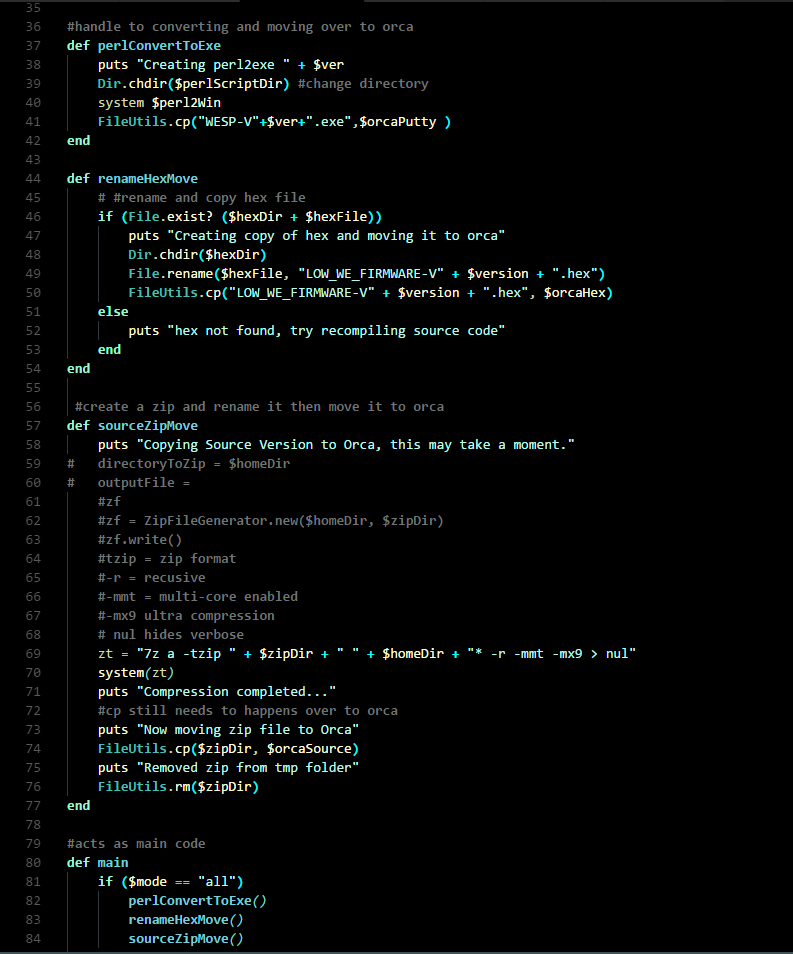 35
36 #handle to converting and moving over to orca
37 def perlConvertToExe
38 puts "Creating perl2exe " + $ver
39 Dir.chdir($perlScriptDir) #change directory
40 system $perl2Win
41 FileUtils.cp("WESP-V"+$ver+".exe",$orcaPutty )
42 end
43
44 def renameHexMove
45 # #rename and copy hex file
46 if (File.exist? ($hexDir + $hexFile))
47 puts "Creating copy of hex and moving it to orca"
48 Dir.chdir($hexDir)
49 File.rename($hexFile, "LOW_WE_FIRMWARE-V" + $version + ".hex")
50 FileUtils.cp("LOW_WE_FIRMWARE-V" + $version + ".hex", $orcaHex)
51 else
52 puts "hex not found, try recompiling source code"
53 end
54 end
55
56 #create a zip and rename it then move it to orca
57 def sourceZipMove
58 puts "Copying Source Version to Orca, this may take a moment."
59 # directoryToZip = $homeDir
60 # outputFile =
61 #zf
62 #zf = ZipFileGenerator.new($homeDir, $zipDir)
63 #zf.write()
64 #tzip = zip format
65 #-r = recusive
66 #-mmt = multi-core enabled
67 #-mx9 ultra compression
68 # nul hides verbose
69 zt = "7z a -tzip " + $zipDir + " " + $homeDir + "* -r -mmt -mx9 > nul"
70 system(zt)
71 puts "Compression completed..."
72 #cp still needs to happens over to orca
73 puts "Now moving zip file to Orca"
74 FileUtils.cp($zipDir, $orcaSource)
75 puts "Removed zip from tmp folder"
76 FileUtils.rm($zipDir)
77 end
78
79 #acts as main code
80 def main
81 if ($mode == "all")
82 perlConvertToExe()
83 renameHexMove()
84 sourceZipMove()